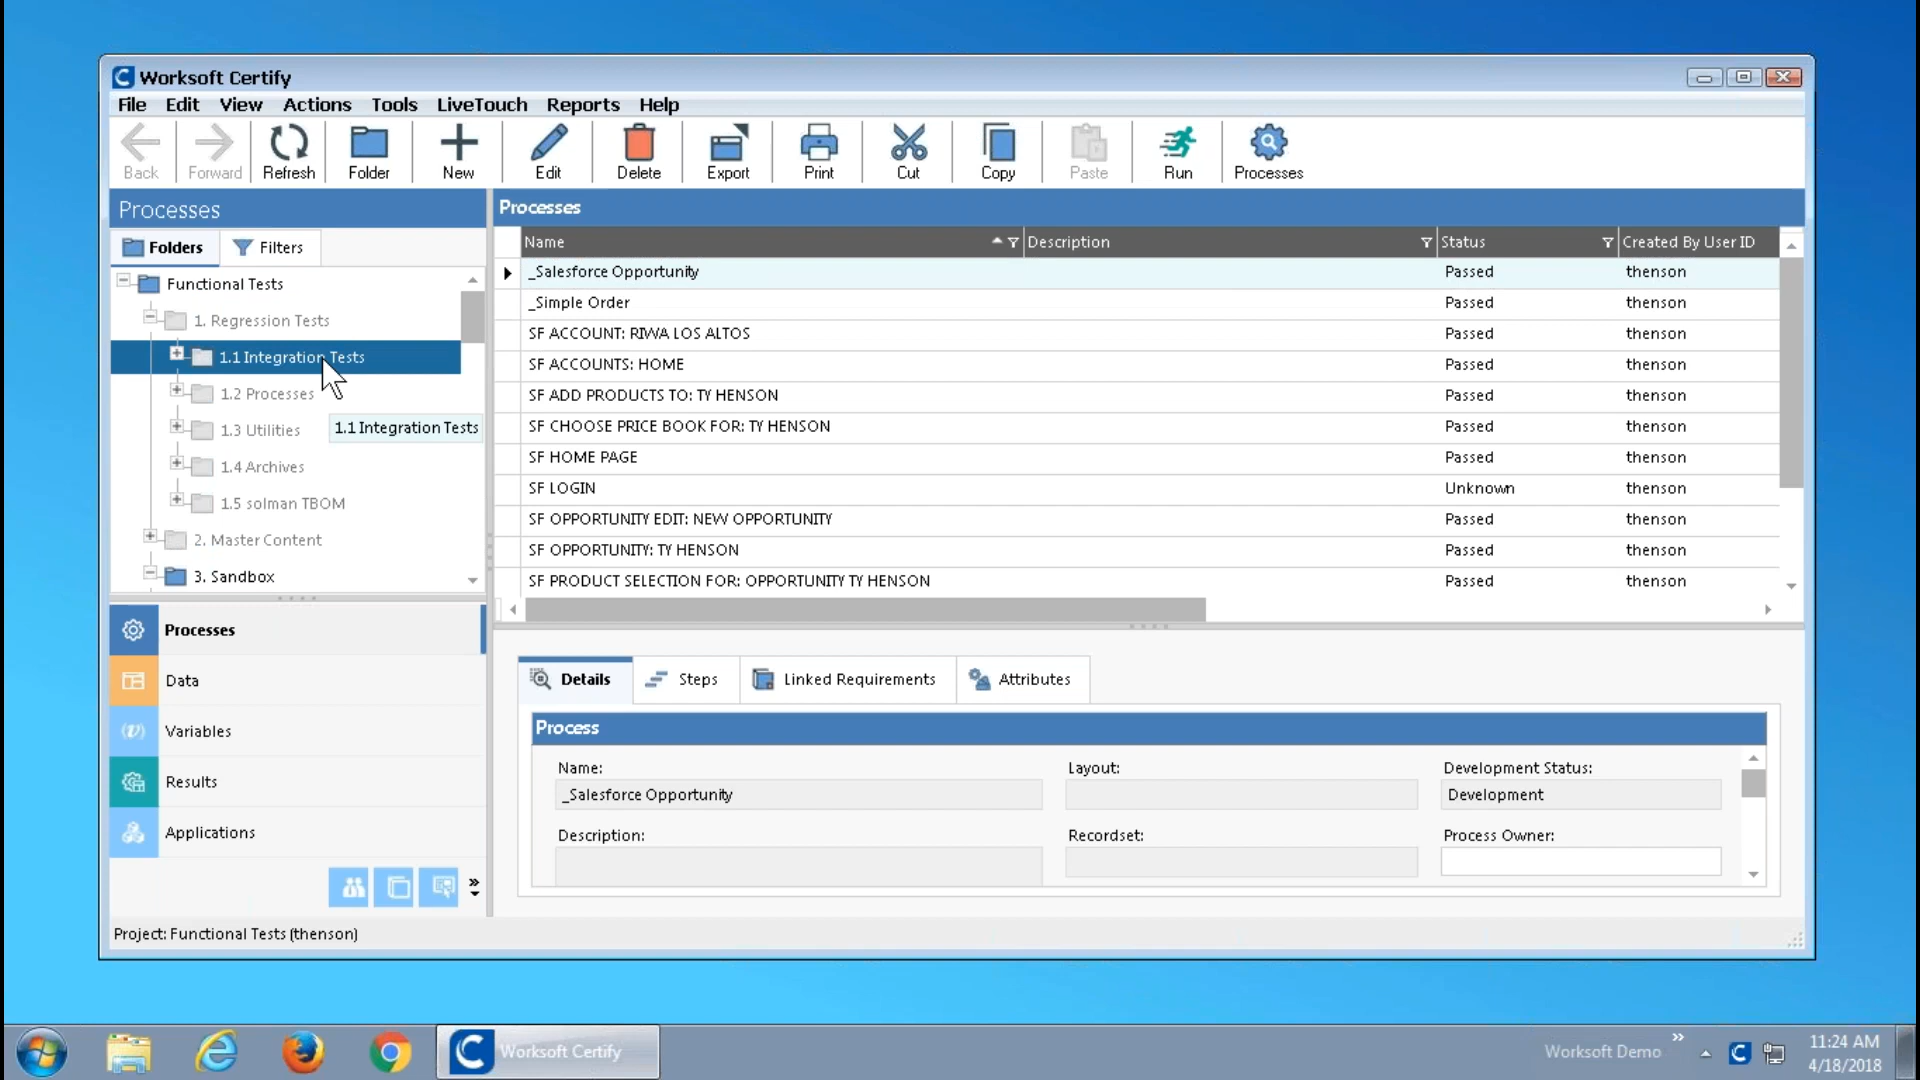 Worksoft Certify
File Edit View Actions Tools LiveTouch Reports Help
Back Forward Refresh Folder New Edit Delete Export Print Cut Copy Paste Run Processes
Processes
Folders Filters
Functional Tests
1. Regression Tests
1.1 Integration Tests
1.2 Processes
1.3 Utilities
1.1 Integration Tests
1.4 Archives
1.5 solman TBOM
2. Master Content
3. Sandbox
Processes
Data
Variables
Results
Applications
Processes
Name Description Status Created By User ID
_Salesforce Opportunity Passed thenson
_Simple Order Passed thenson
SF ACCOUNT: RIWA LOS ALTOS Passed thenson
SF ACCOUNTS: HOME Passed thenson
SF ADD PRODUCTS TO: TY HENSON Passed thenson
SF CHOOSE PRICE BOOK FOR: TY HENSON Passed thenson
SF HOME PAGE Passed thenson
SF LOGIN Unknown thenson
SF OPPORTUNITY EDIT: NEW OPPORTUNITY Passed thenson
SF OPPORTUNITY: TY HENSON Passed thenson
SF PRODUCT SELECTION FOR: OPPORTUNITY TY HENSON Passed thenson
Details Steps Linked Requirements Attributes
Process
Name: Layout: Development Status:
_Salesforce Opportunity Development
Description: Recordset: Process Owner:
Project: Functional Tests (thenson)
Worksoft Certify
Worksoft Demo
11:24 AM
4/18/2018